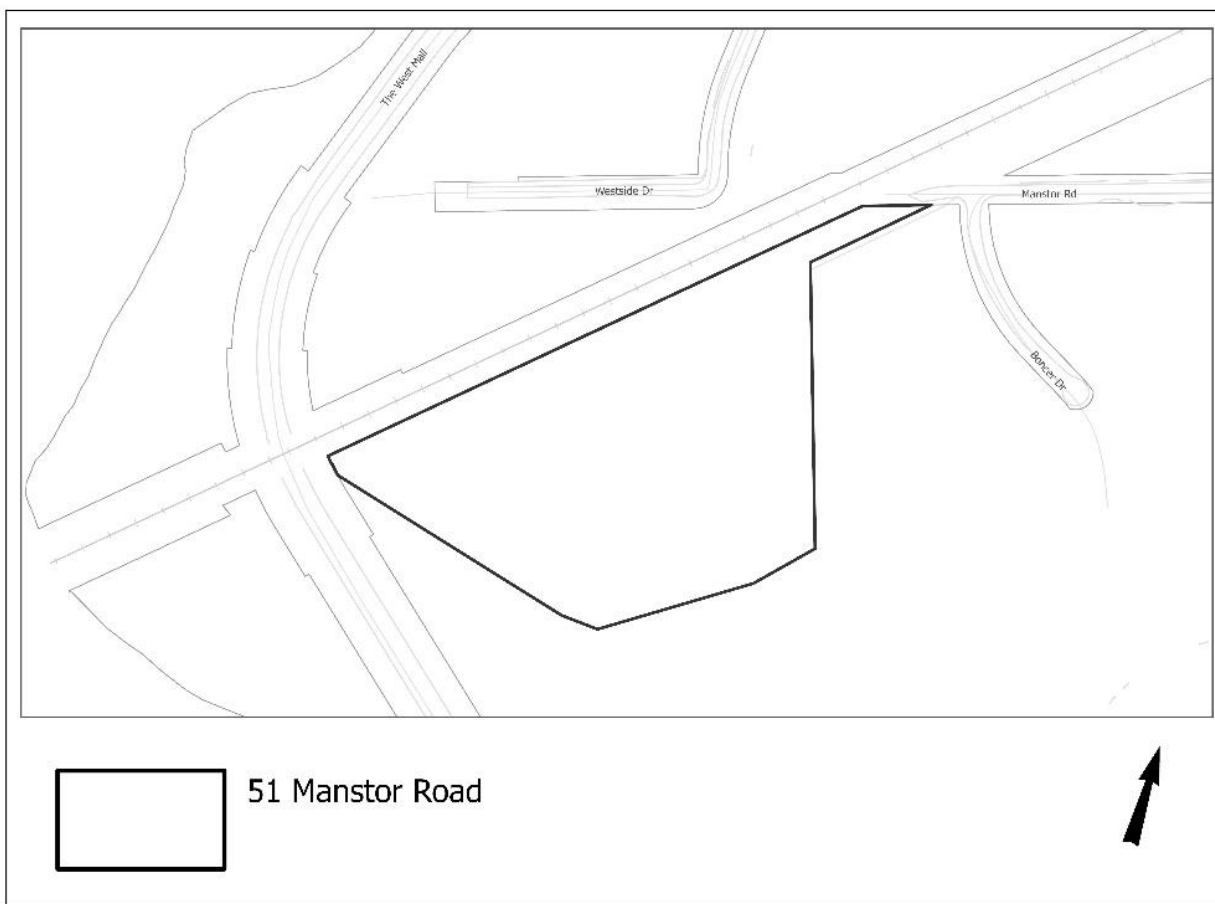 The West Mall
Westside Dr
Manstor Rd
Boncer Dr
51 Manstor Road